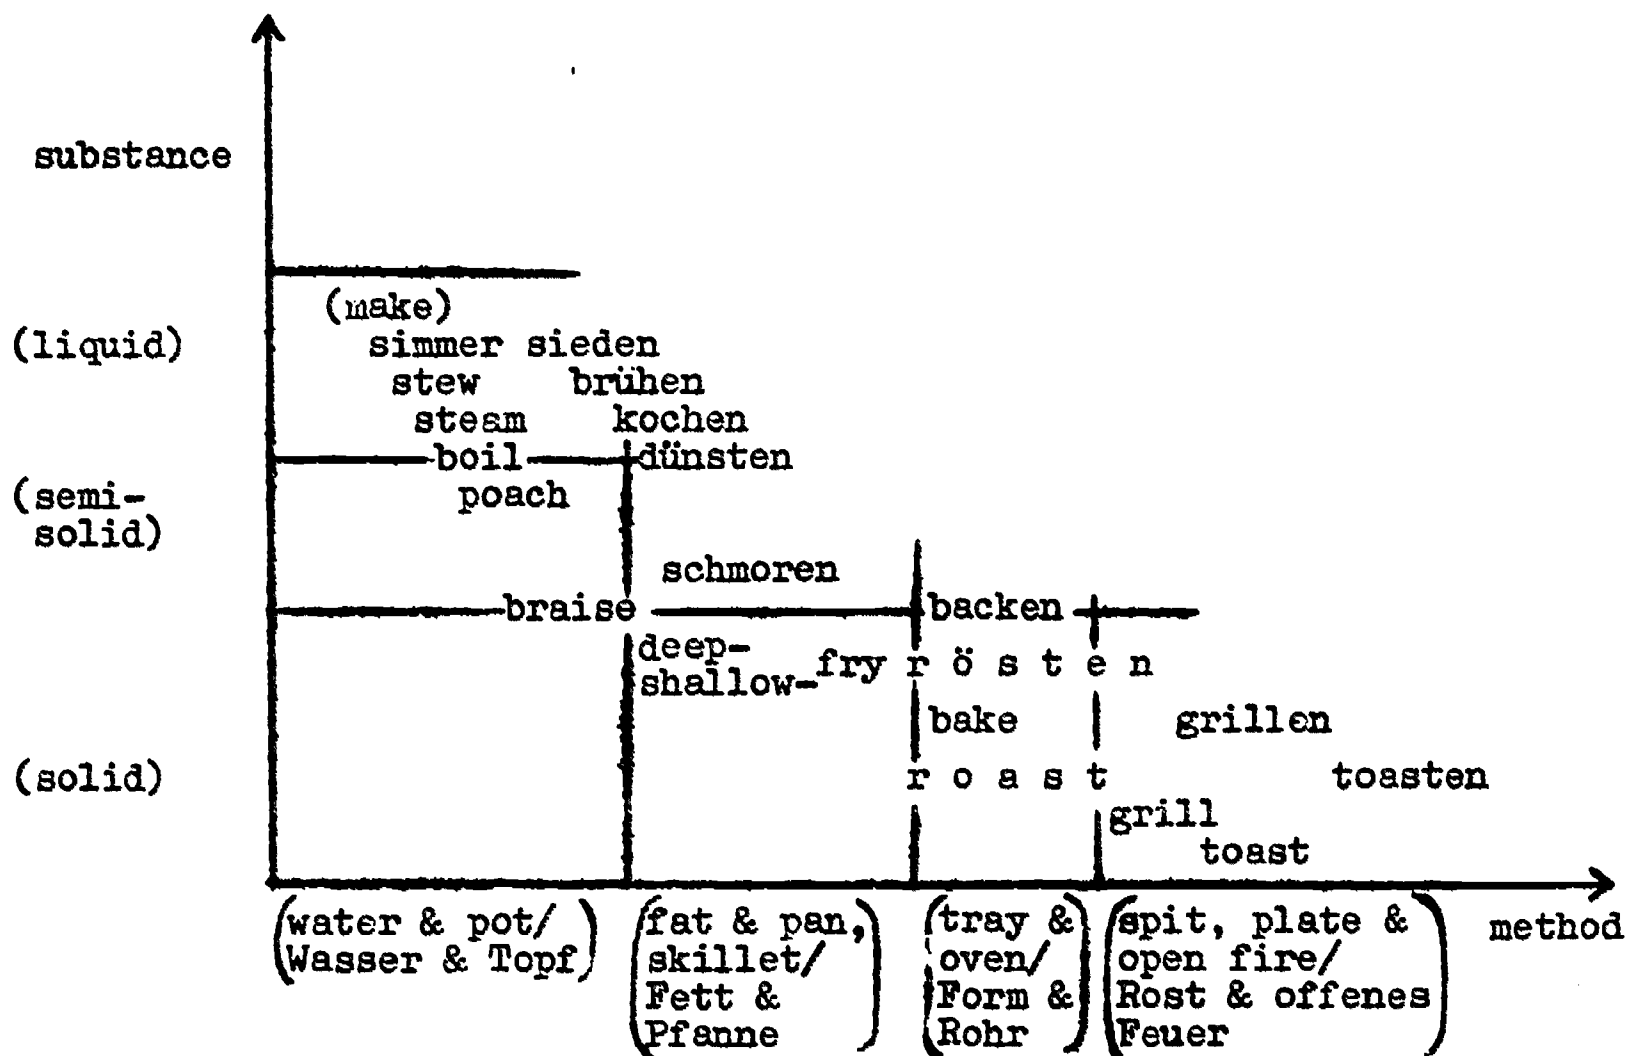 substance
(make)
(liquid) simmer sieden
stew brühen
steam kochen
boil dünsten
(semi- poach
solid)
schmoren
braise backen
deep-
fry r ö s t e n
shallow-
bake grillen
(solid) r o a s t toasten
grill
toast
(water & pot/
Wasser & Topf)
(fat & pan,
skillet/
Fett &
Pfanne)
(tray &
oven/
Form &
Rohr)
(spit, plate &
open fire/
Rost & offenes
Feuer)
method